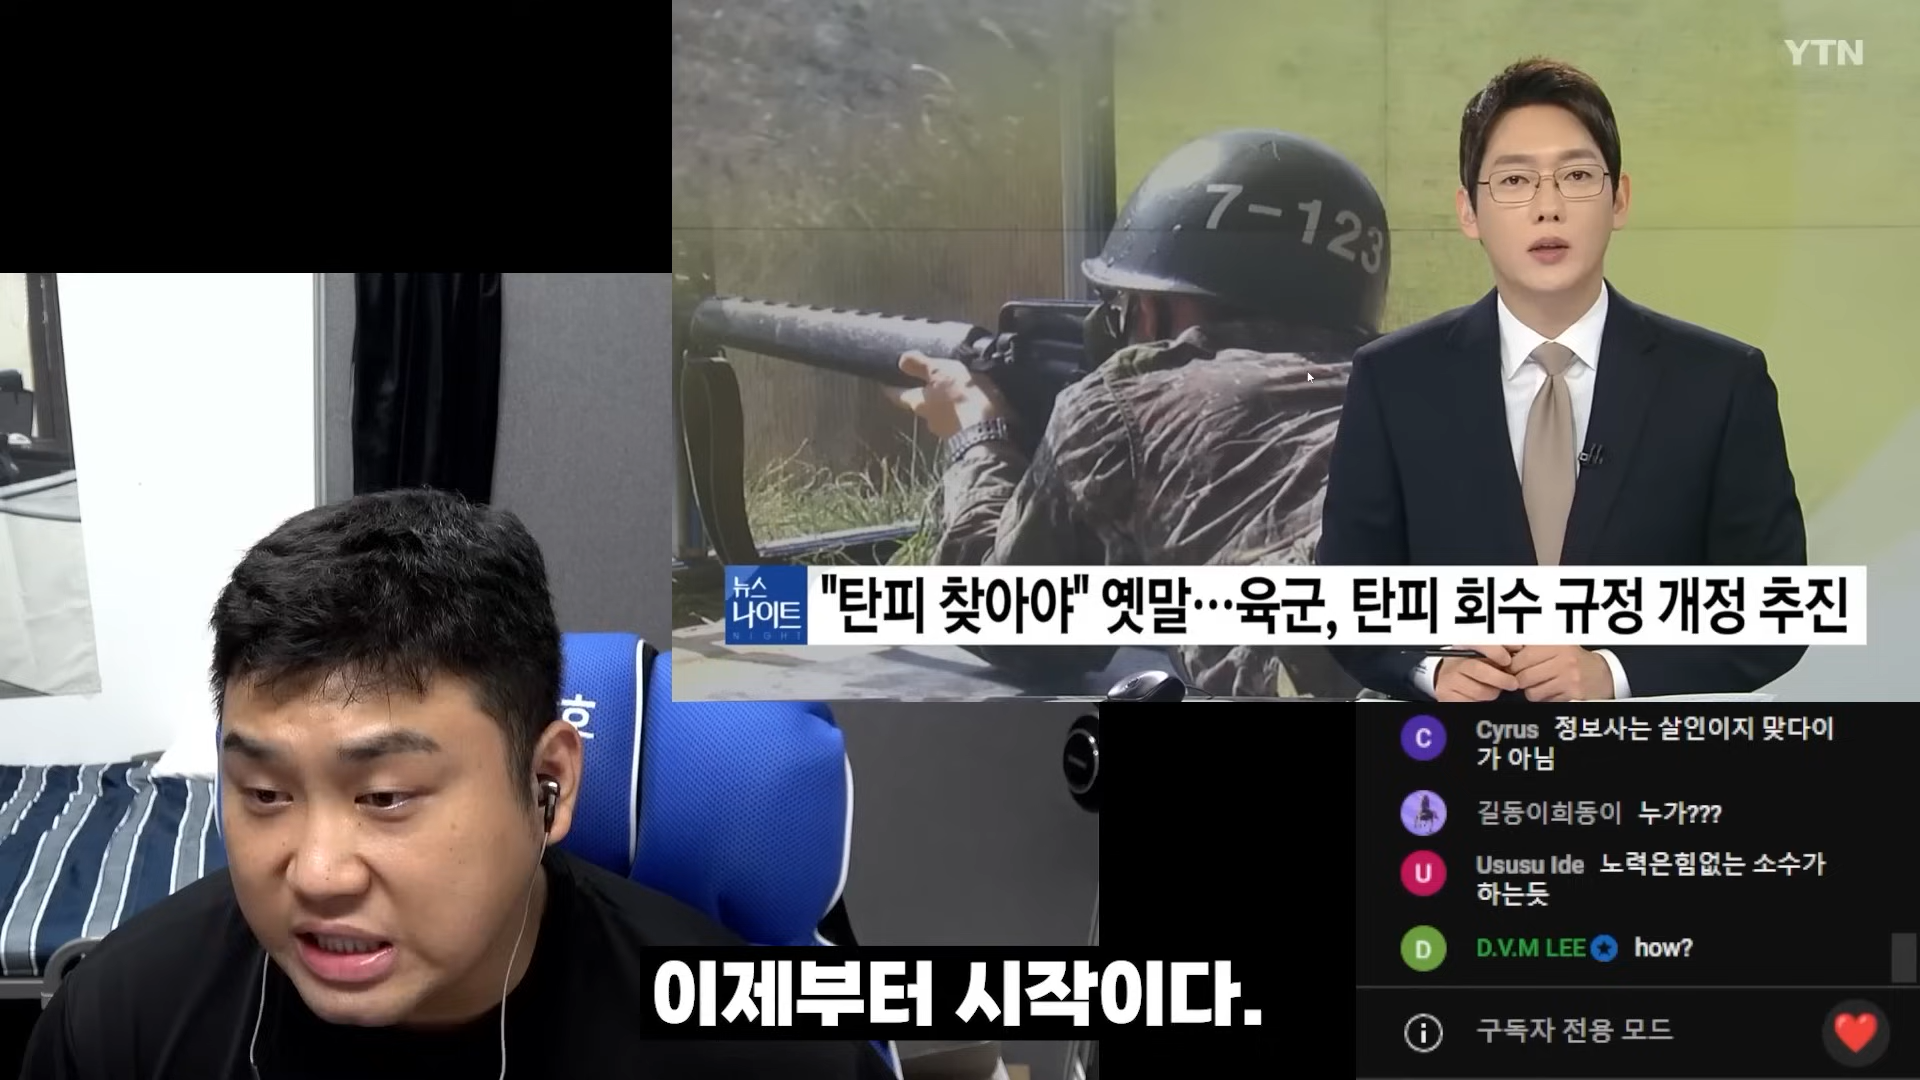 YTN
7-123
뉴스
나이트
NIGHT
"탄피 찾아야" 옛말…육군, 탄피 회수 규정 개정 추진
C
Cyrus 정보사는 살인이지 맞다이
가 아님
길동이희동이 누가???
U
Ususu Ide 노력은힘없는 소수가
하는듯
D
D.V.M LEE how?
이제부터 시작이다.
구독자 전용 모드